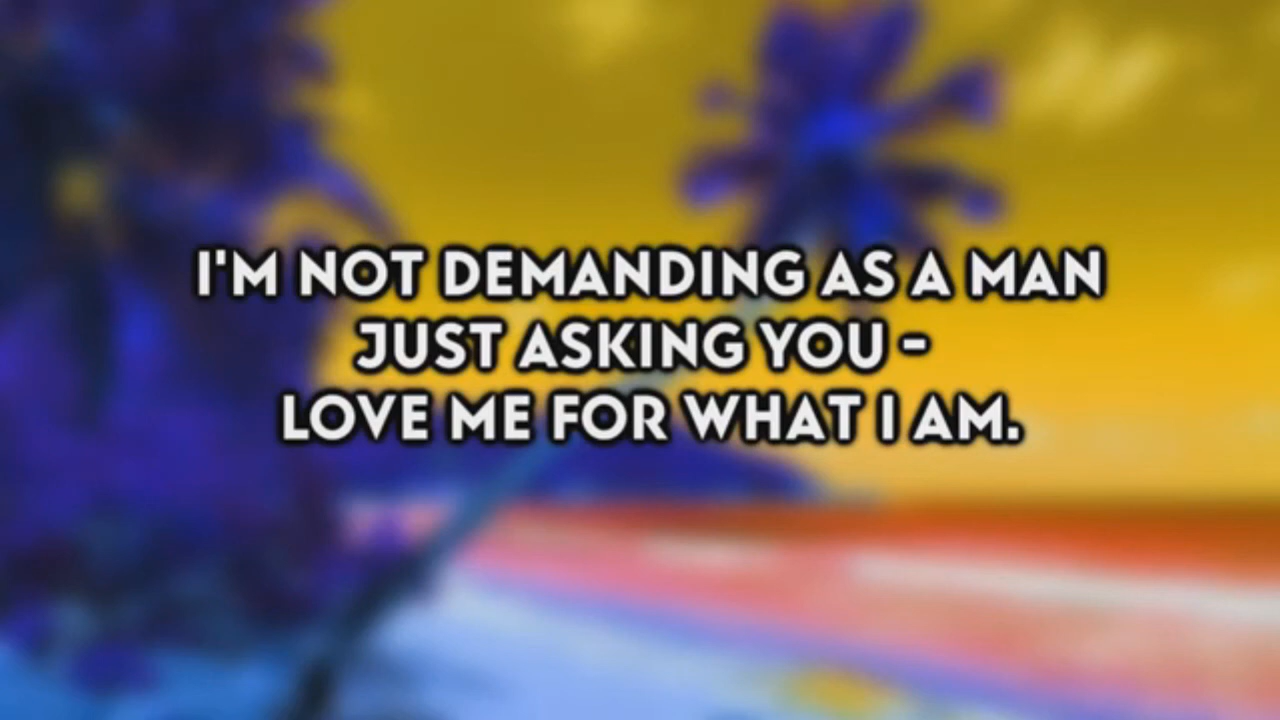 I'M NOT DEMANDING AS A MAN
JUST ASKING YOU -
LOVE ME FOR WHAT I AM.